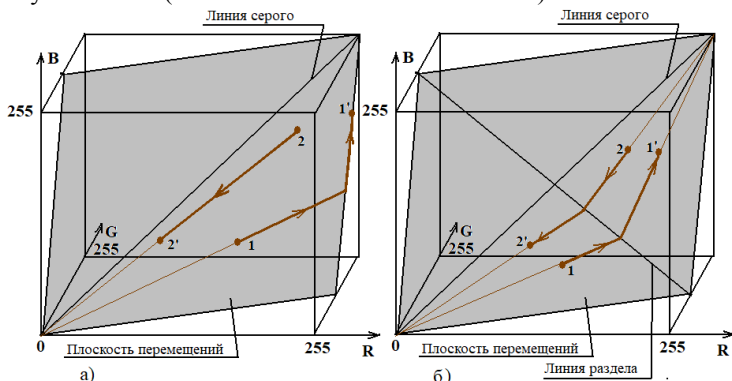 Линия серого
Линия серого
B
B
255
255
1'
2
2
1'
G
255
2'
1
G
255
2'
1
0
Плоскость перемещений
255
R
0
Плоскость перемещений
255
R
Линия раздела
а)
б)